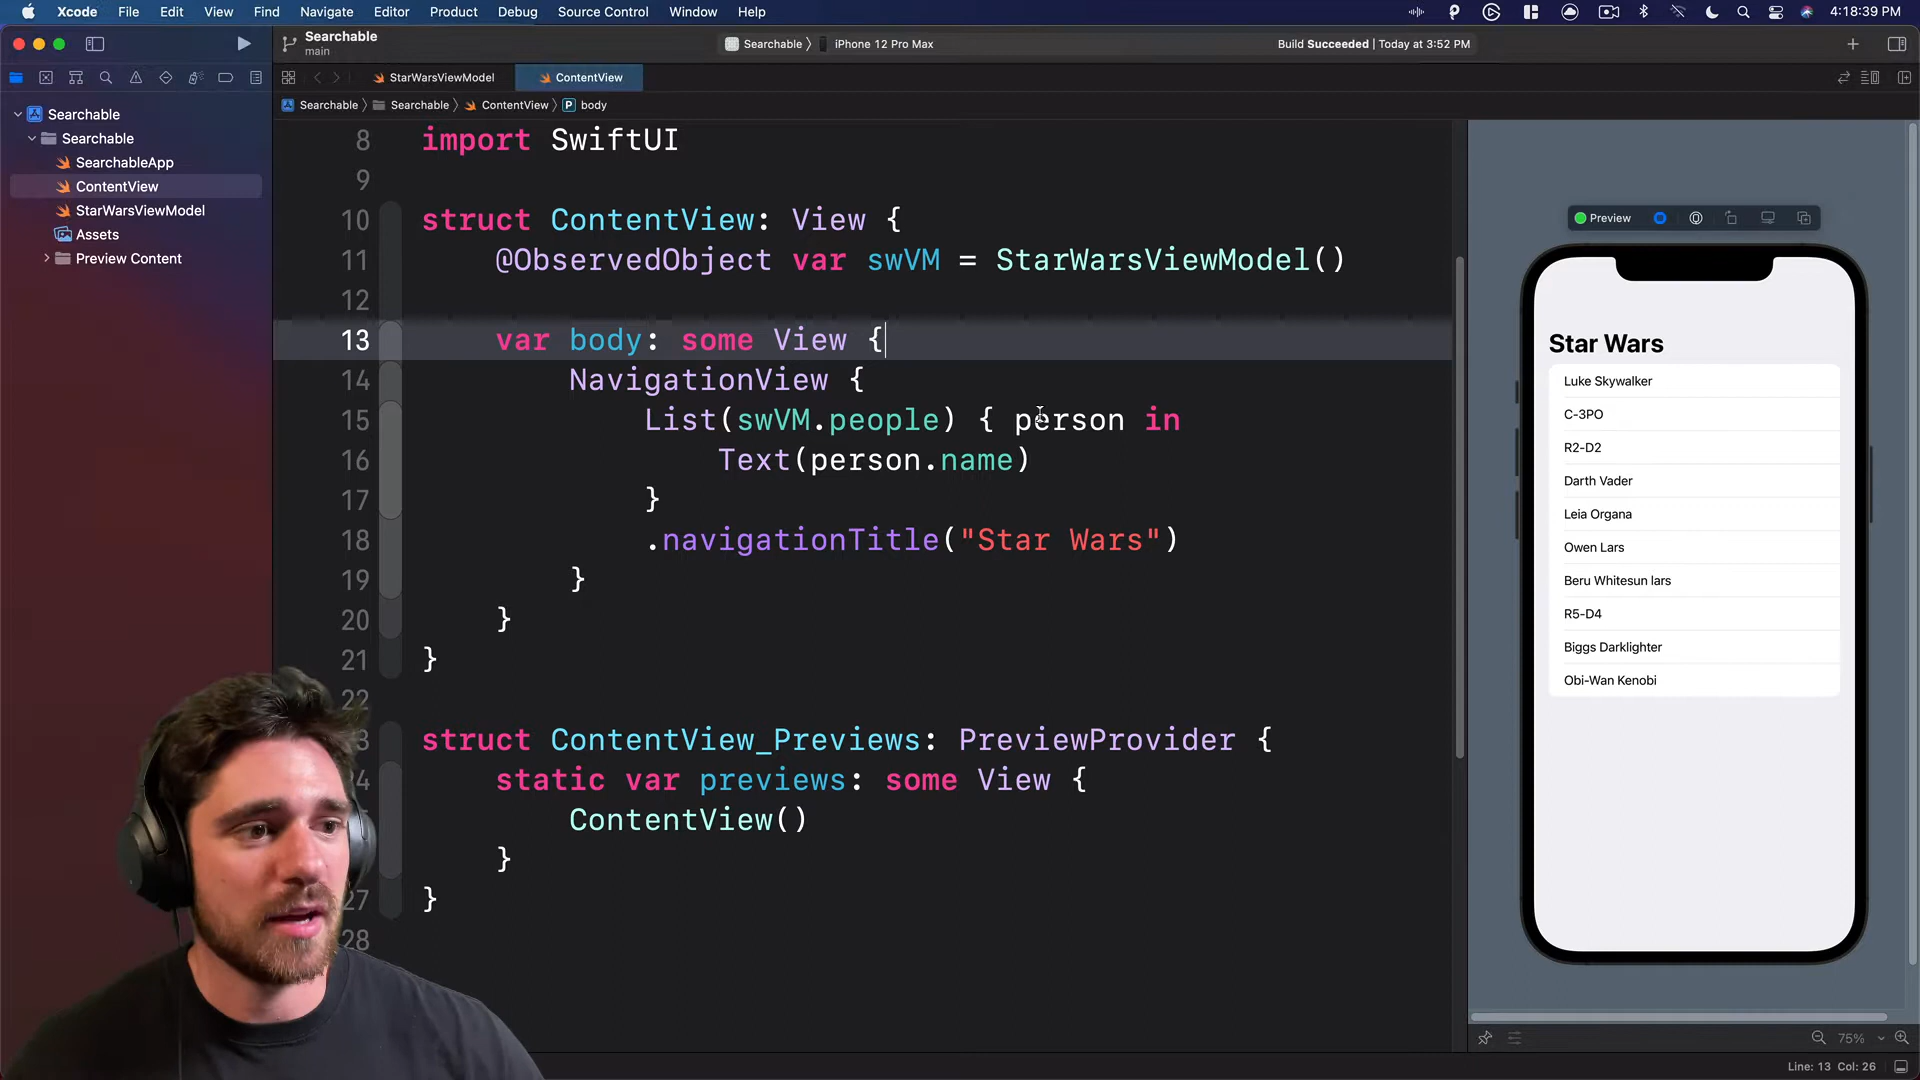 Xcode File Edit View Find Navigate Editor Product Debug Source Control Window Help 4:18:39 PM
Searchable
main
Searchable iPhone 12 Pro Max Build Succeeded | Today at 3:52 PM
StarWarsViewModel ContentView
Searchable Searchable ContentView P body
Searchable
Searchable
SearchableApp
ContentView
StarWarsViewModel
Assets
Preview Content
8 import SwiftUI
9
10 struct ContentView: View {
11 @ObservedObject var swVM = StarWarsViewModel()
12
13 var body: some View {
14 NavigationView {
15 List(swVM.people) { person in
16 Text(person.name)
17 }
18 .navigationTitle("Star Wars")
19 }
20 }
21 }
22
3 struct ContentView_Previews: PreviewProvider {
24 static var previews: some View {
ContentView()
}
27 }
28
Preview
Star Wars
Luke Skywalker
C-3PO
R2-D2
Darth Vader
Leia Organa
Owen Lars
Beru Whitesun lars
R5-D4
Biggs Darklighter
Obi-Wan Kenobi
75%
Line: 13 Col: 26